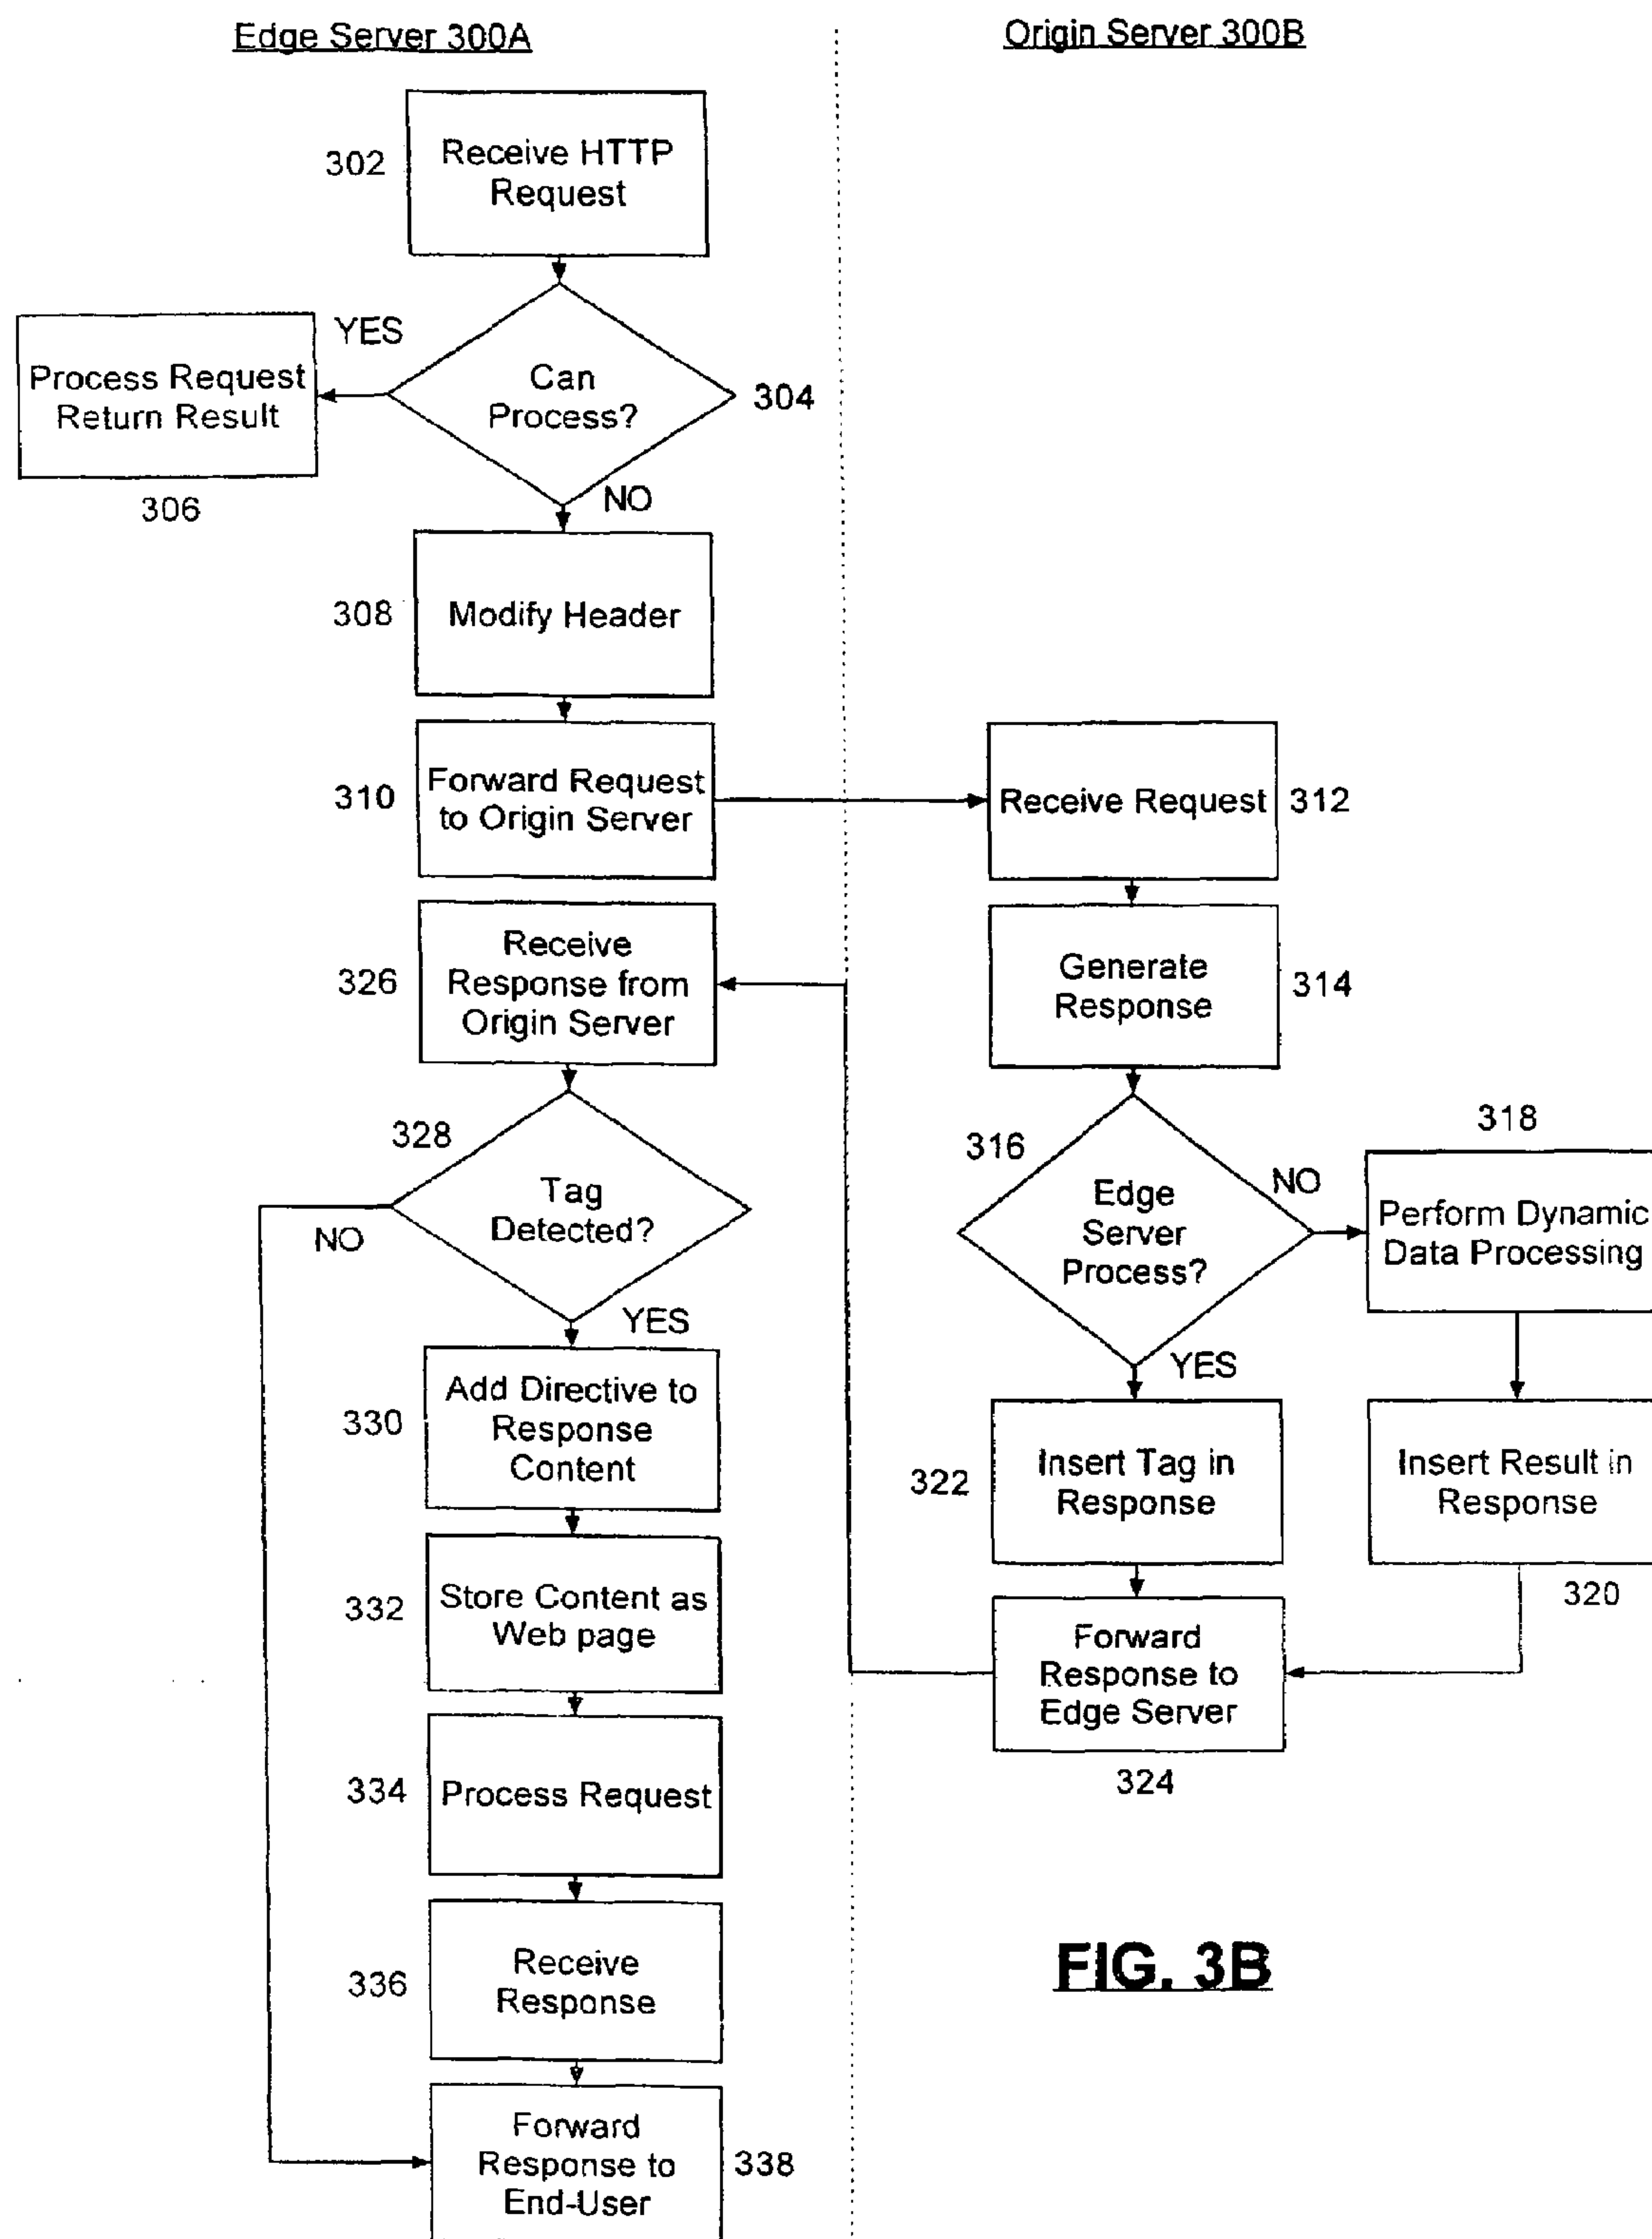 Edge Server 300A
Origin Server 300B
302
Receive HTTP
Request
YES
Process Request
Return Result
306
Can
Process?
304
NO
308
Modify Header
310
Forward Request
to Origin Server
Receive Request
312
326
Receive
Response from
Origin Server
Generate
Response
314
328
Tag
Detected?
NO
YES
316
Edge
Server
Process?
NO
YES
318
Perform Dynamic
Data Processing
330
Add Directive to
Response
Content
322
Insert Tag in
Response
Insert Result in
Response
320
332
Store Content as
Web page
Forward
Response to
Edge Server
324
334
Process Request
336
Receive
Response
FIG. 3B
Forward
Response to
End-User
338